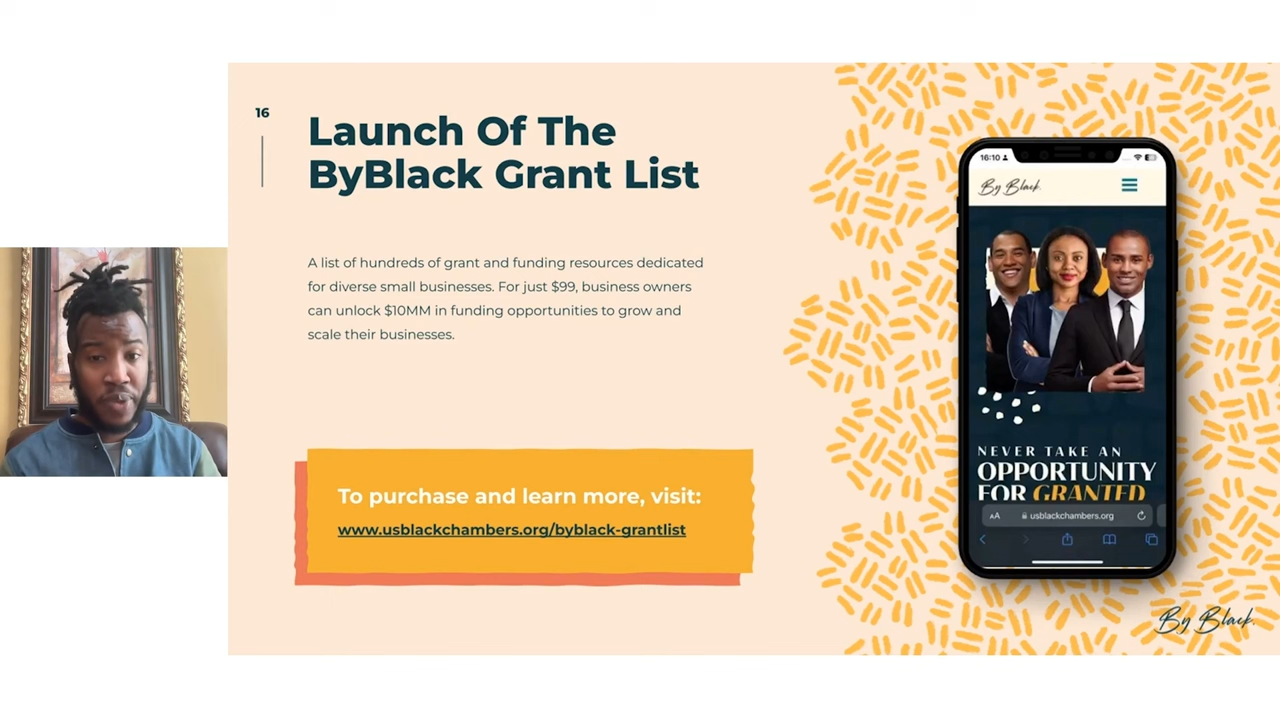 16
Launch Of The
ByBlack Grant List
A list of hundreds of grant and funding resources dedicated
for diverse small businesses. For just $99, business owners
can unlock $10MM in funding opportunities to grow and
scale their businesses.
To purchase and learn more, visit:
www.usblackchambers.org/byblack-grantlist
16:10
By Black.
NEVER TAKE AN
OPPORTUNITY
FOR GRANTED
AA usblackchambers.org
By Black.